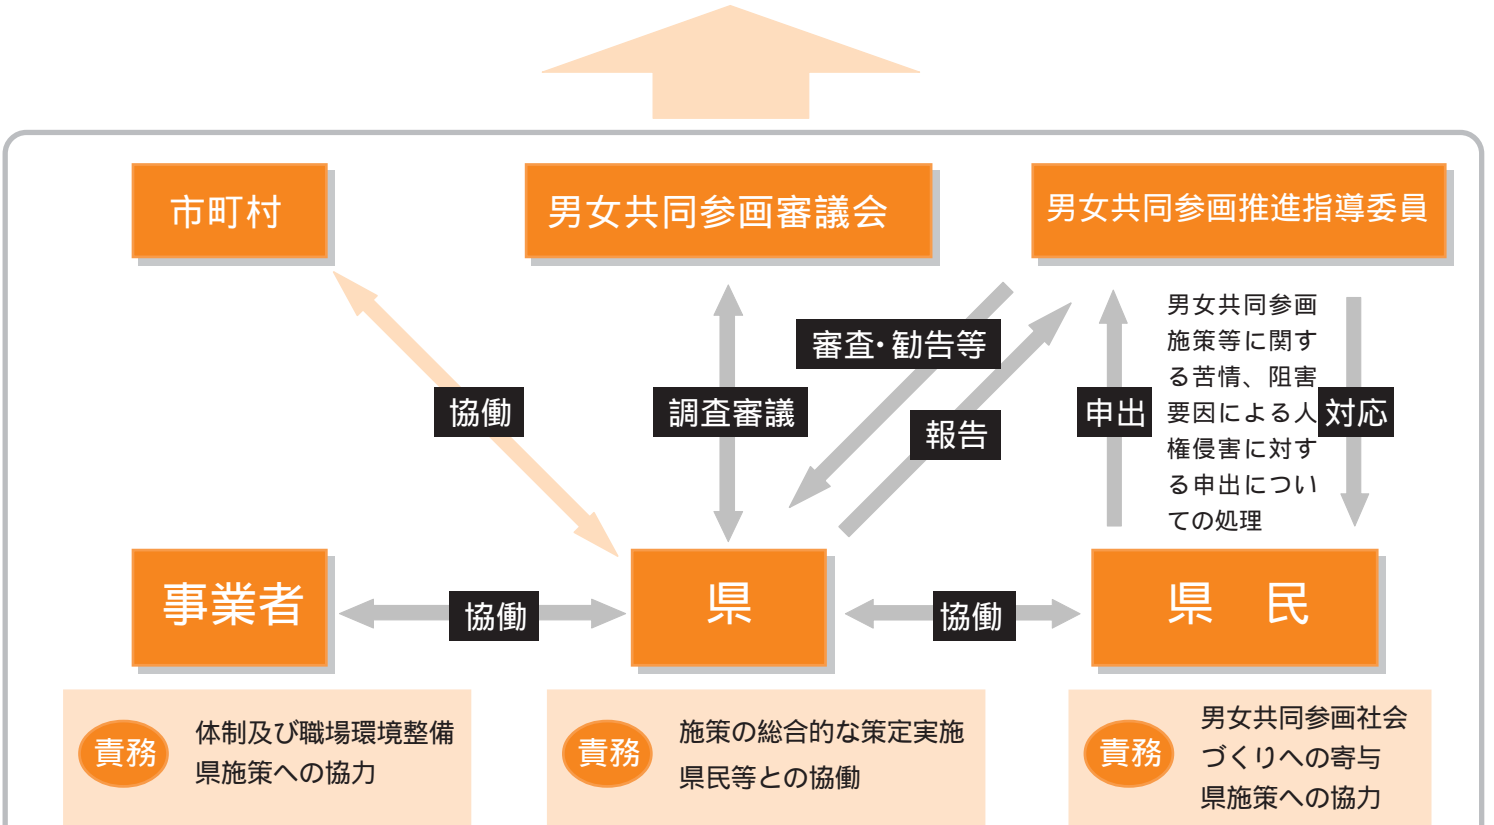 市町村
男女共同参画審議会
男女共同参画推進指導委員
協働
調査審議
審査・勧告等
報告
申出
男女共同参画
施策等に関す
る苦情、阻害
要因による人
権侵害に対す
る申出につい
ての処理
対応
事業者
協働
県
協働
県　民
責務
体制及び職場環境整備
県施策への協力
責務
施策の総合的な策定実施
県民等との協働
責務
男女共同参画社会
づくりへの寄与
県施策への協力